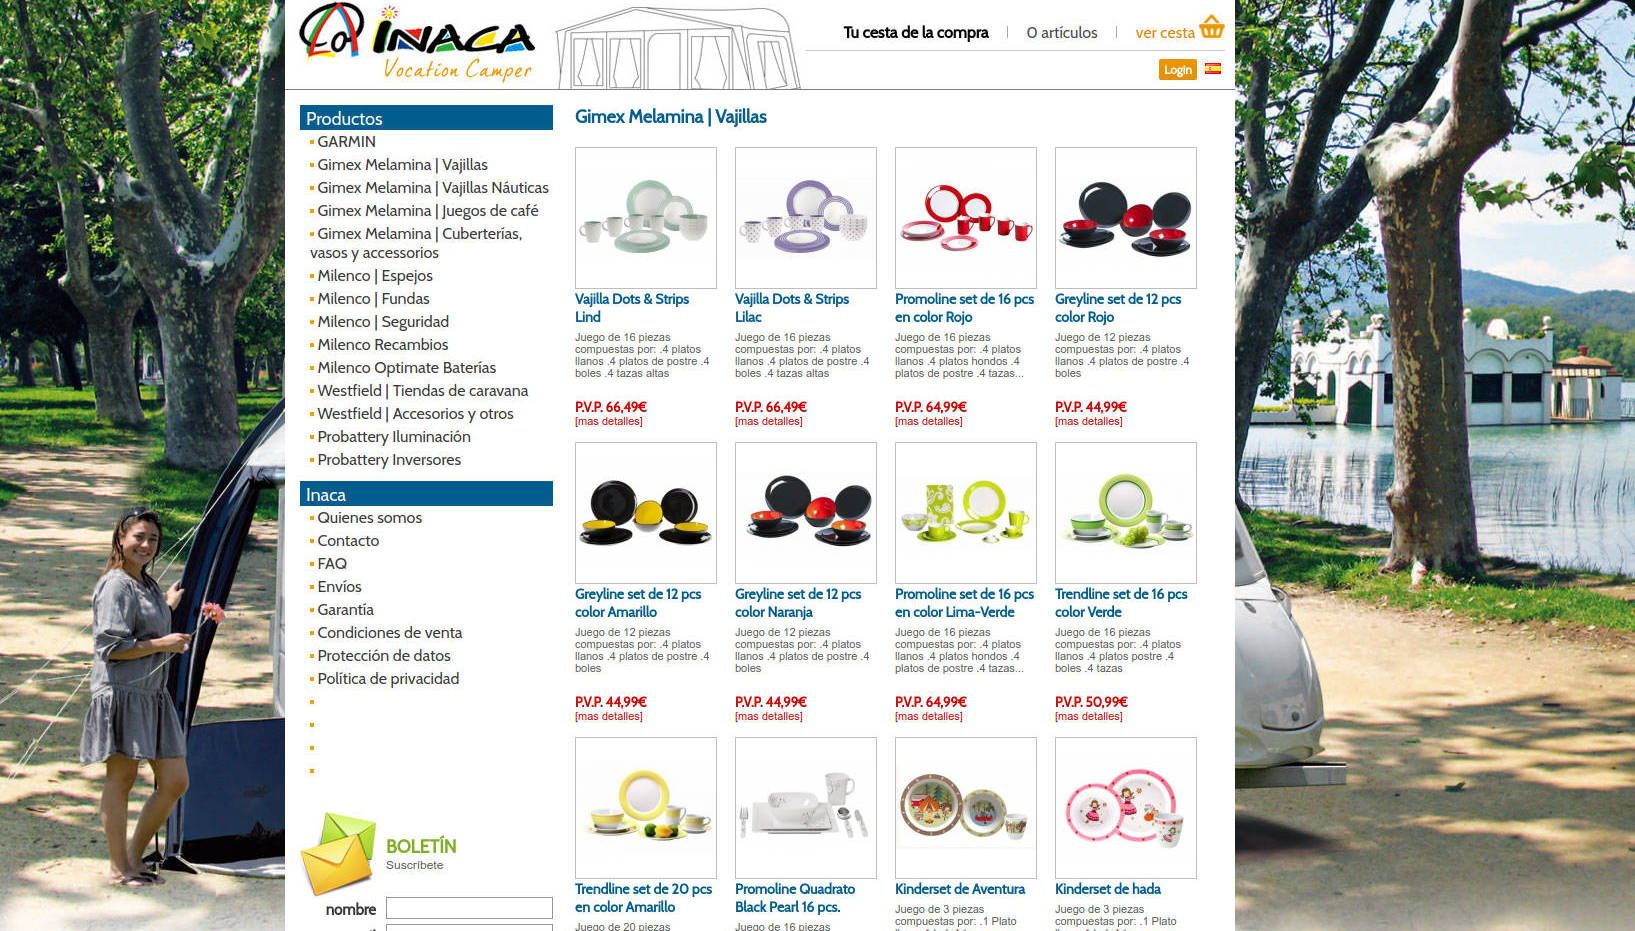 INACA
Vocation Camper
Tu cesta de la compra
0 artículos
ver cesta
Login
Productos
GARMIN
Gimex Melamina | Vajillas
Gimex Melamina | Vajillas Náuticas
Gimex Melamina | Juegos de café
Gimex Melamina | Cuberterías,
vasos y accessorios
Milenco | Espejos
Milenco | Fundas
Milenco | Seguridad
Milenco Recambios
Milenco Optimate Baterías
Westfield | Tiendas de caravana
Westfield | Accesorios y otros
Probattery Iluminación
Probattery Inversores
Inaca
Quienes somos
Contacto
FAQ
Envíos
Garantía
Condiciones de venta
Protección de datos
Política de privacidad
BOLETÍN
Suscríbete
nombre
Gimex Melamina | Vajillas
Vajilla Dots & Strips
Lind
Juego de 16 piezas
compuestas por: .4 platos
llanos .4 platos de postre .4
boles .4 tazas altas
P.V.P. 66,49€
[mas detalles]
Vajilla Dots & Strips
Lilac
Juego de 16 piezas
compuestas por: .4 platos
llanos .4 platos de postre .4
boles .4 tazas altas
P.V.P. 66,49€
[mas detalles]
Promoline set de 16 pcs
en color Rojo
Juego de 16 piezas
compuestas por: .4 platos
llanos .4 platos hondos .4
platos de postre .4 tazas...
P.V.P. 64,99€
[mas detalles]
Greyline set de 12 pcs
color Rojo
Juego de 12 piezas
compuestas por: .4 platos
llanos .4 platos de postre .4
boles
P.V.P. 44,99€
[mas detalles]
Greyline set de 12 pcs
color Amarillo
Juego de 12 piezas
compuestas por: .4 platos
llanos .4 platos de postre .4
boles
P.V.P. 44,99€
[mas detalles]
Greyline set de 12 pcs
color Naranja
Juego de 12 piezas
compuestas por: .4 platos
llanos .4 platos de postre .4
boles
P.V.P. 44,99€
[mas detalles]
Promoline set de 16 pcs
en color Lima-Verde
Juego de 16 piezas
compuestas por: .4 platos
llanos .4 platos hondos .4
platos de postre .4 tazas...
P.V.P. 64,99€
[mas detalles]
Trendline set de 16 pcs
color Verde
Juego de 16 piezas
compuestas por: .4 platos
llanos .4 platos postre .4
boles .4 tazas
P.V.P. 50,99€
[mas detalles]
Trendline set de 20 pcs
en color Amarillo
Juego de 20 piezas
Promoline Quadrato
Black Pearl 16 pcs.
Juego de 16 piezas
Kinderset de Aventura
Juego de 3 piezas
compuestas por: .1 Plato
Kinderset de hada
Juego de 3 piezas
compuestas por: .1 Plato